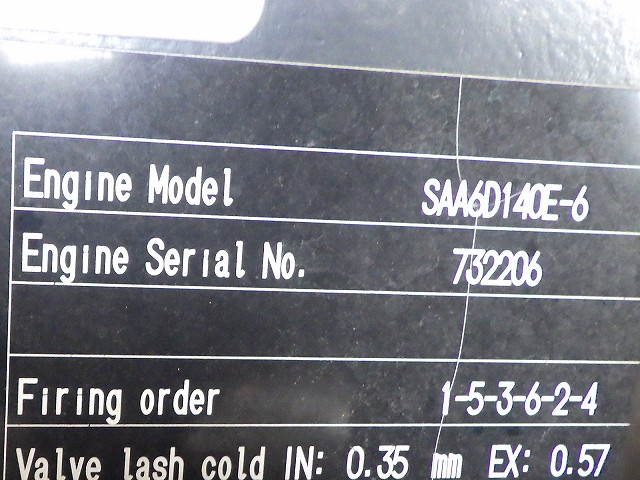 Engine Model SAA6D140E-6
Engine Serial No. 732206
Firing order 1-5-3-6-2-4
Valve lash cold IN: 0.35 mm EX: 0.57